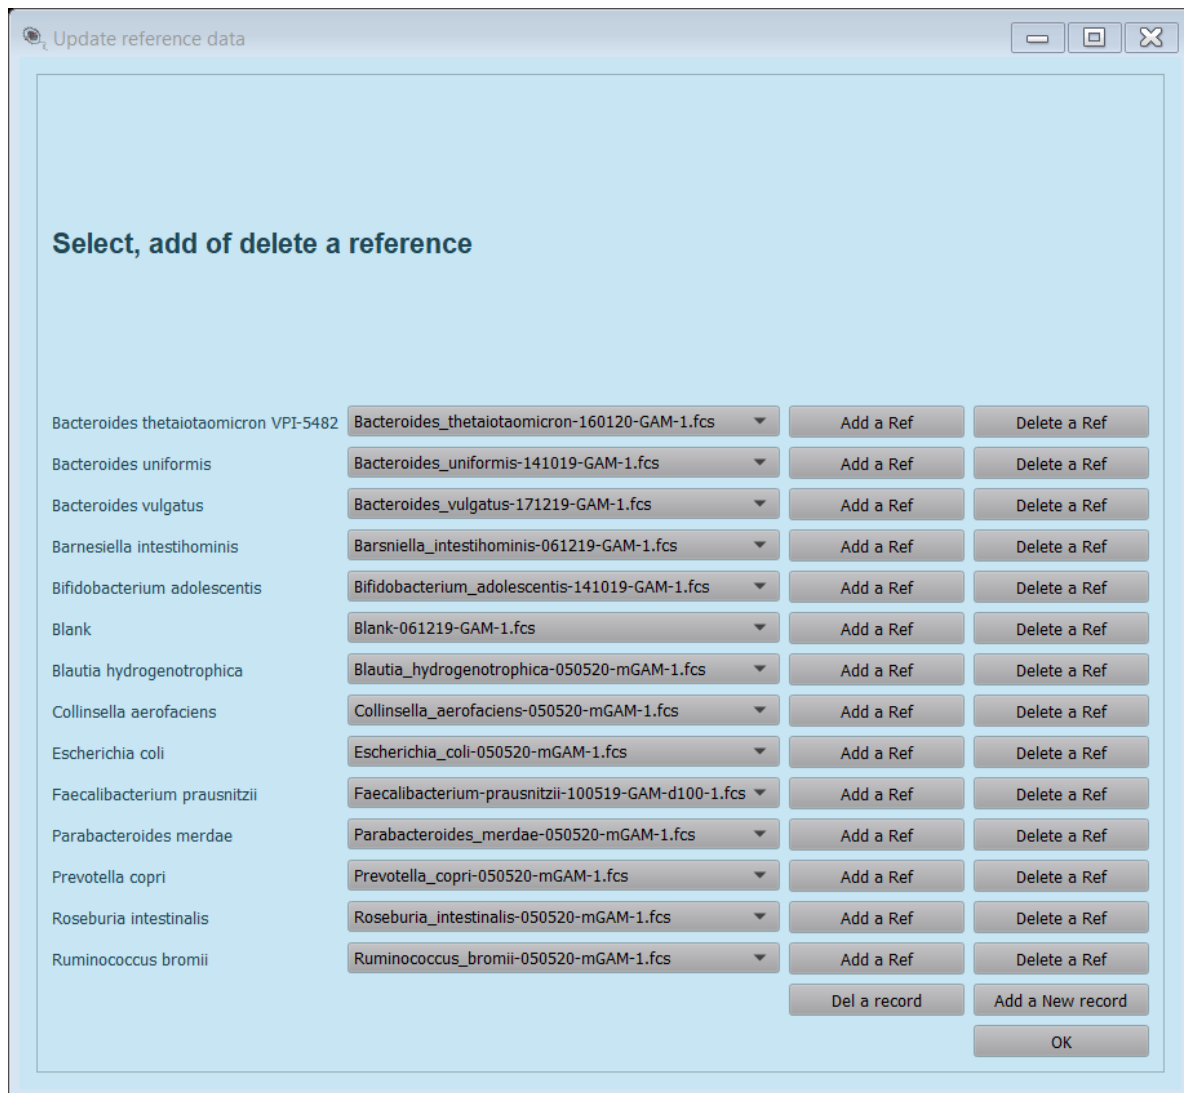 Update reference data
Select, add of delete a reference
Bacteroides thetaiotaomicron VPI-5482 Bacteroides_thetaiotaomicron-160120-GAM-1.fcs Add a Ref Delete a Ref
Bacteroides uniformis Bacteroides_uniformis-141019-GAM-1.fcs Add a Ref Delete a Ref
Bacteroides vulgatus Bacteroides_vulgatus-171219-GAM-1.fcs Add a Ref Delete a Ref
Barnesiella intestihominis Barsniella_intestihominis-061219-GAM-1.fcs Add a Ref Delete a Ref
Bifidobacterium adolescentis Bifidobacterium_adolescentis-141019-GAM-1.fcs Add a Ref Delete a Ref
Blank Blank-061219-GAM-1.fcs Add a Ref Delete a Ref
Blautia hydrogenotrophica Blautia_hydrogenotrophica-050520-mGAM-1.fcs Add a Ref Delete a Ref
Collinsella aerofaciens Collinsella_aerofaciens-050520-mGAM-1.fcs Add a Ref Delete a Ref
Escherichia coli Escherichia_coli-050520-mGAM-1.fcs Add a Ref Delete a Ref
Faecalibacterium prausnitzii Faecalibacterium-prausnitzii-100519-GAM-d100-1.fcs Add a Ref Delete a Ref
Parabacteroides merdae Parabacteroides_merdae-050520-mGAM-1.fcs Add a Ref Delete a Ref
Prevotella copri Prevotella_copri-050520-mGAM-1.fcs Add a Ref Delete a Ref
Roseburia intestinalis Roseburia_intestinalis-050520-mGAM-1.fcs Add a Ref Delete a Ref
Ruminococcus bromii Ruminococcus_bromii-050520-mGAM-1.fcs Add a Ref Delete a Ref
Del a record Add a New record
OK